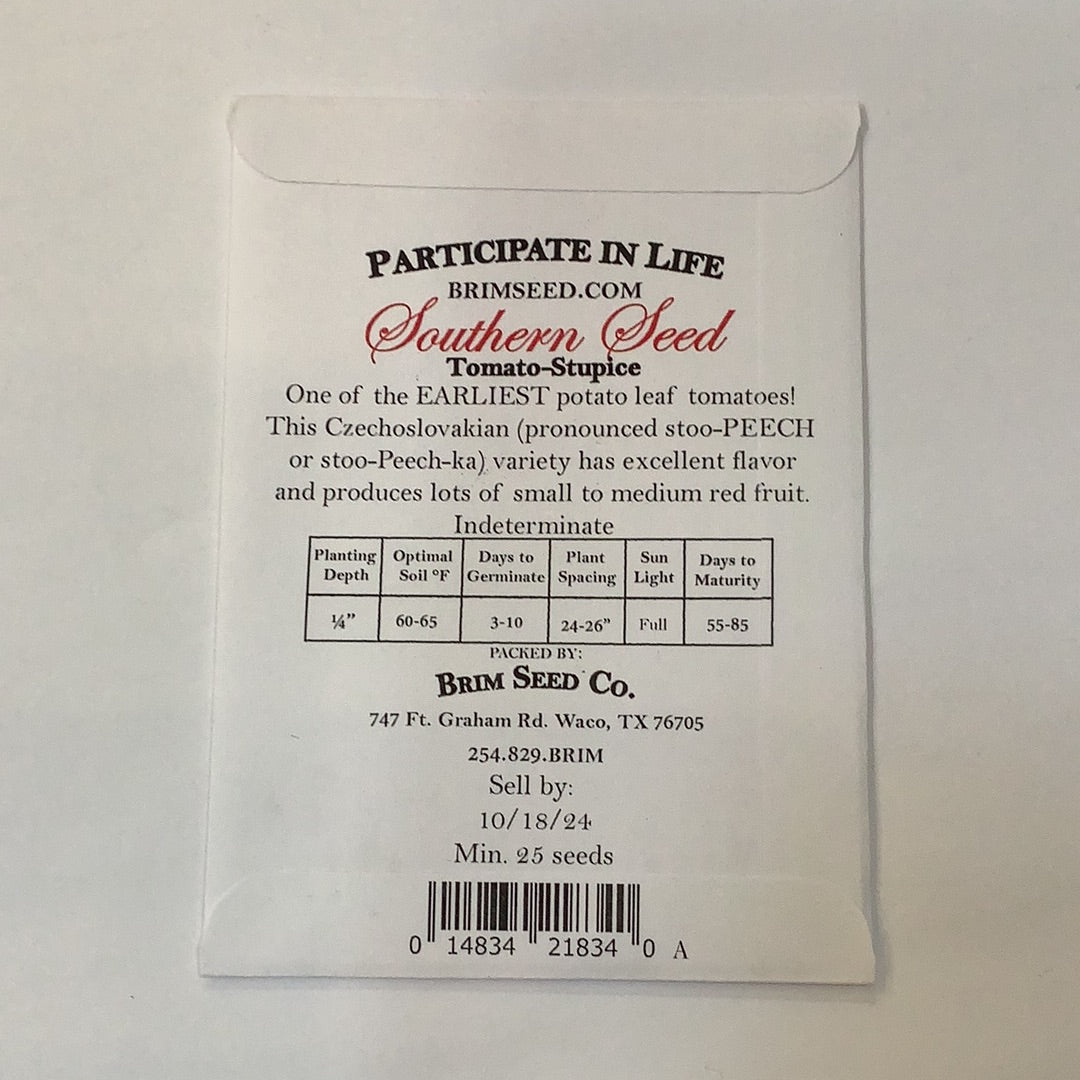 PARTICIPATE IN LIFE
BRIMSEED.COM
Southern Seed
Tomato-Stupice
One of the EARLIEST potato leaf tomatoes!
This Czechoslovakian (pronounced stoo-PEECH
or stoo-Peech-ka) variety has excellent flavor
and produces lots of small to medium red fruit.
Indeterminate
Planting Depth Optimal Soil °F Days to Germinate Plant Spacing Sun Light Days to Maturity
¼” 60-65 3-10 24-26” Full 55-85
PACKED BY:
BRIM SEED CO.
747 Ft. Graham Rd. Waco, TX 76705
254.829.BRIM
Sell by:
10/18/24
Min. 25 seeds
0 14834 21834 0 A